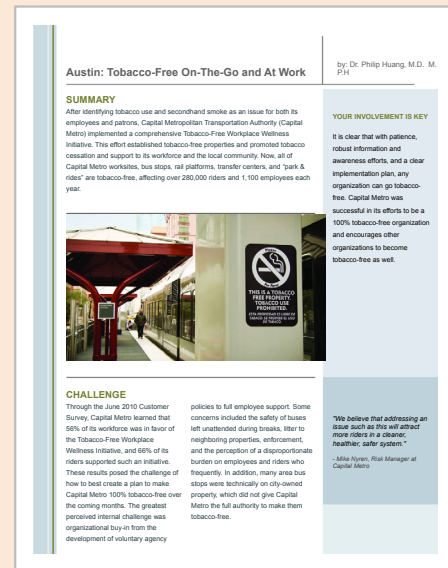 Austin: Tobacco-Free On-The-Go and At Work
by: Dr. Philip Huang, M.D. M.
P.H
SUMMARY
After identifying tobacco use and secondhand smoke as an issue for both its
employees and patrons, Capital Metropolitan Transportation Authority (Capital
Metro) implemented a comprehensive Tobacco-Free Workplace Wellness
Initiative. This effort established tobacco-free properties and promoted tobacco
cessation and support to its workforce and the local community. Now, all of
Capital Metro worksites, bus stops, rail platforms, transfer centers, and "park &
rides" are tobacco-free, affecting over 280,000 riders and 1,100 employees each
year.
YOUR INVOLVEMENT IS KEY
It is clear that with patience,
robust information and
awareness efforts, and a clear
implementation plan, any
organization can go tobacco-
free. Capital Metro was
successful in its efforts to be a
100% tobacco-free organization
and encourages other
organizations to become
tobacco-free as well.
THIS IS A TOBACCO
FREE PROPERTY.
TOBACCO USE
PROHIBITED
ESTA PROPIEDAD ES LIBRE DE
TABACO. SE PROHIBE EL USO
DE TABACO
CHALLENGE
Through the June 2010 Customer
Survey, Capital Metro learned that
56% of its workforce was in favor of
the Tobacco-Free Workplace
Wellness Initiative, and 66% of its
riders supported such an initiative.
These results posed the challenge of
how to best create a plan to make
Capital Metro 100% tobacco-free over
the coming months. The greatest
perceived internal challenge was
organizational buy-in from the
development of voluntary agency
policies to full employee support. Some
concerns included the safety of buses
left unattended during breaks, litter to
neighboring properties, enforcement,
and the perception of a disproportionate
burden on employees and riders who
frequently. In addition, many area bus
stops were technically on city-owned
property, which did not give Capital
Metro the full authority to make them
tobacco-free.
"We believe that addressing an
issue such as this will attract
more riders in a cleaner,
healthier, safer system."
- Mike Nyren, Risk Manager at
Capital Metro